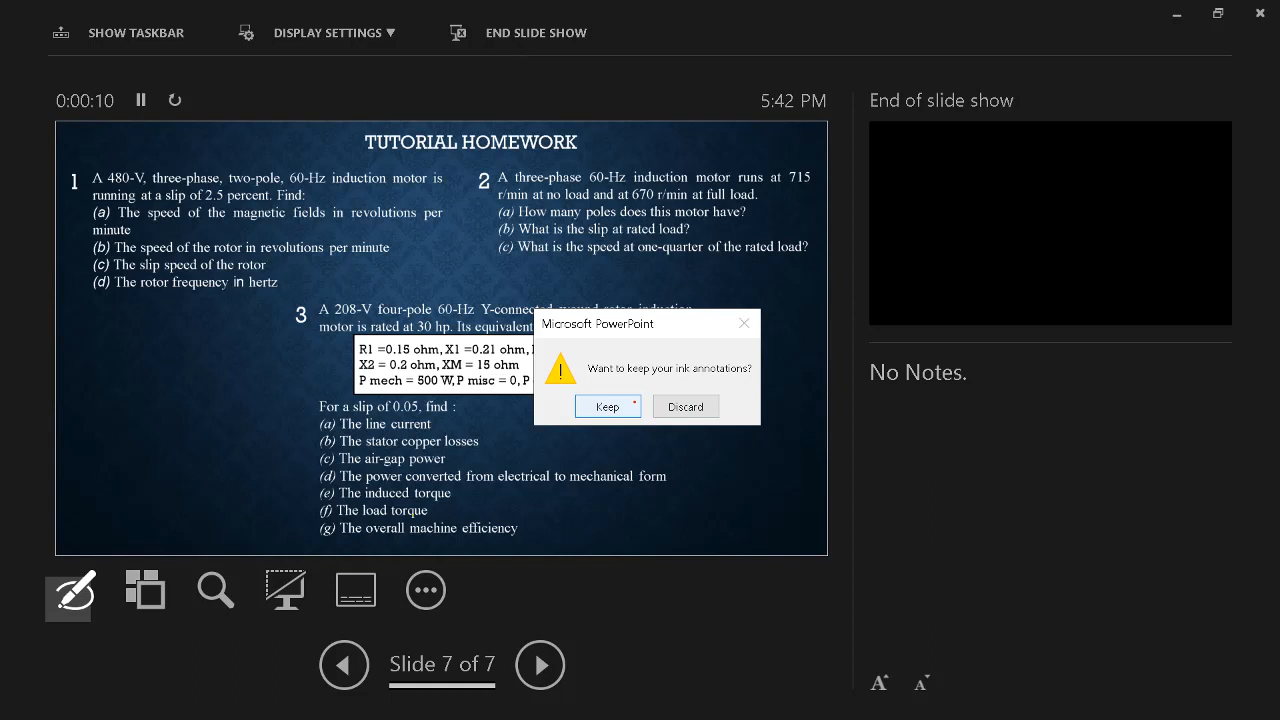 SHOW TASKBAR
DISPLAY SETTINGS ▼
END SLIDE SHOW
0:00:10
5:42 PM
End of slide show
TUTORIAL HOMEWORK
1
A 480-V, three-phase, two-pole, 60-Hz induction motor is
running at a slip of 2.5 percent. Find:
(a) The speed of the magnetic fields in revolutions per
minute
(b) The speed of the rotor in revolutions per minute
(c) The slip speed of the rotor
(d) The rotor frequency in hertz
2
A three-phase 60-Hz induction motor runs at 715
r/min at no load and at 670 r/min at full load.
(a) How many poles does this motor have?
(b) What is the slip at rated load?
(c) What is the speed at one-quarter of the rated load?
3
A 208-V four-pole 60-Hz Y-connected wound-rotor induction
motor is rated at 30 hp. Its equivalent
R1 =0.15 ohm, X1 =0.21 ohm,
X2 = 0.2 ohm, XM = 15 ohm
P mech = 500 W, P misc = 0, P
For a slip of 0.05, find :
(a) The line current
(b) The stator copper losses
(c) The air-gap power
(d) The power converted from electrical to mechanical form
(e) The induced torque
(f) The load torque
(g) The overall machine efficiency
Microsoft PowerPoint
Want to keep your ink annotations?
Keep
Discard
No Notes.
Slide 7 of 7
A A